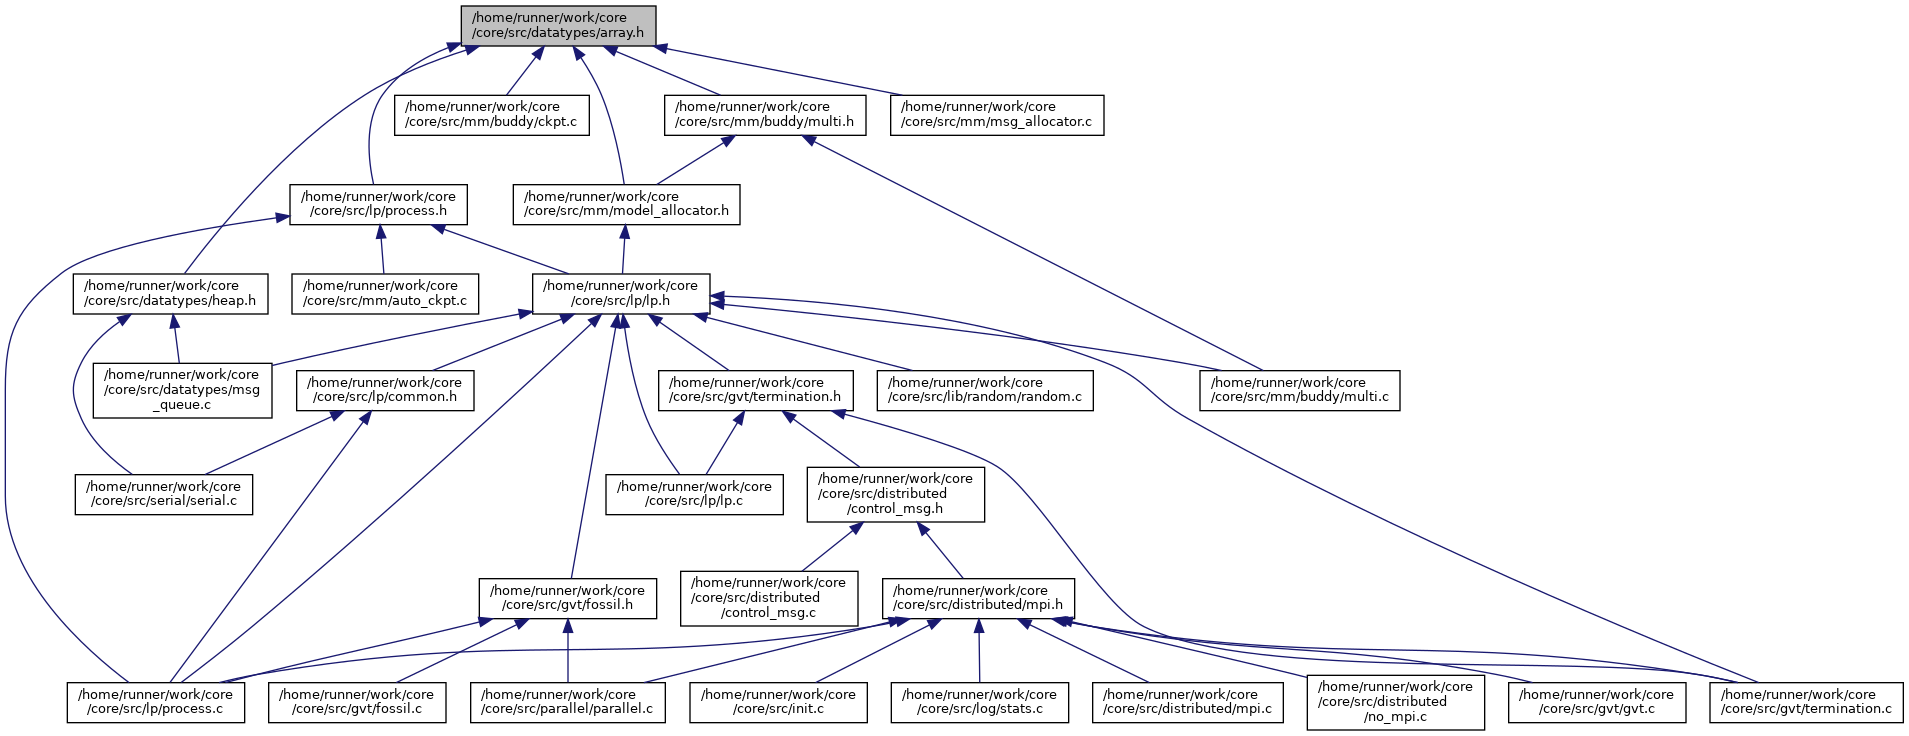 /home/runner/work/core
/core/src/datatypes/array.h
/home/runner/work/core
/core/src/mm/buddy/ckpt.c
/home/runner/work/core
/core/src/mm/buddy/multi.h
/home/runner/work/core
/core/src/mm/msg_allocator.c
/home/runner/work/core
/core/src/lp/process.h
/home/runner/work/core
/core/src/mm/model_allocator.h
/home/runner/work/core
/core/src/datatypes/heap.h
/home/runner/work/core
/core/src/mm/auto_ckpt.c
/home/runner/work/core
/core/src/lp/lp.h
/home/runner/work/core
/core/src/datatypes/msg
_queue.c
/home/runner/work/core
/core/src/lp/common.h
/home/runner/work/core
/core/src/gvt/termination.h
/home/runner/work/core
/core/src/lib/random/random.c
/home/runner/work/core
/core/src/mm/buddy/multi.c
/home/runner/work/core
/core/src/serial/serial.c
/home/runner/work/core
/core/src/lp/lp.c
/home/runner/work/core
/core/src/distributed
/control_msg.h
/home/runner/work/core
/core/src/gvt/fossil.h
/home/runner/work/core
/core/src/distributed
/control_msg.c
/home/runner/work/core
/core/src/distributed/mpi.h
/home/runner/work/core
/core/src/lp/process.c
/home/runner/work/core
/core/src/gvt/fossil.c
/home/runner/work/core
/core/src/parallel/parallel.c
/home/runner/work/core
/core/src/init.c
/home/runner/work/core
/core/src/log/stats.c
/home/runner/work/core
/core/src/distributed/mpi.c
/home/runner/work/core
/core/src/distributed
/no_mpi.c
/home/runner/work/core
/core/src/gvt/gvt.c
/home/runner/work/core
/core/src/gvt/termination.c